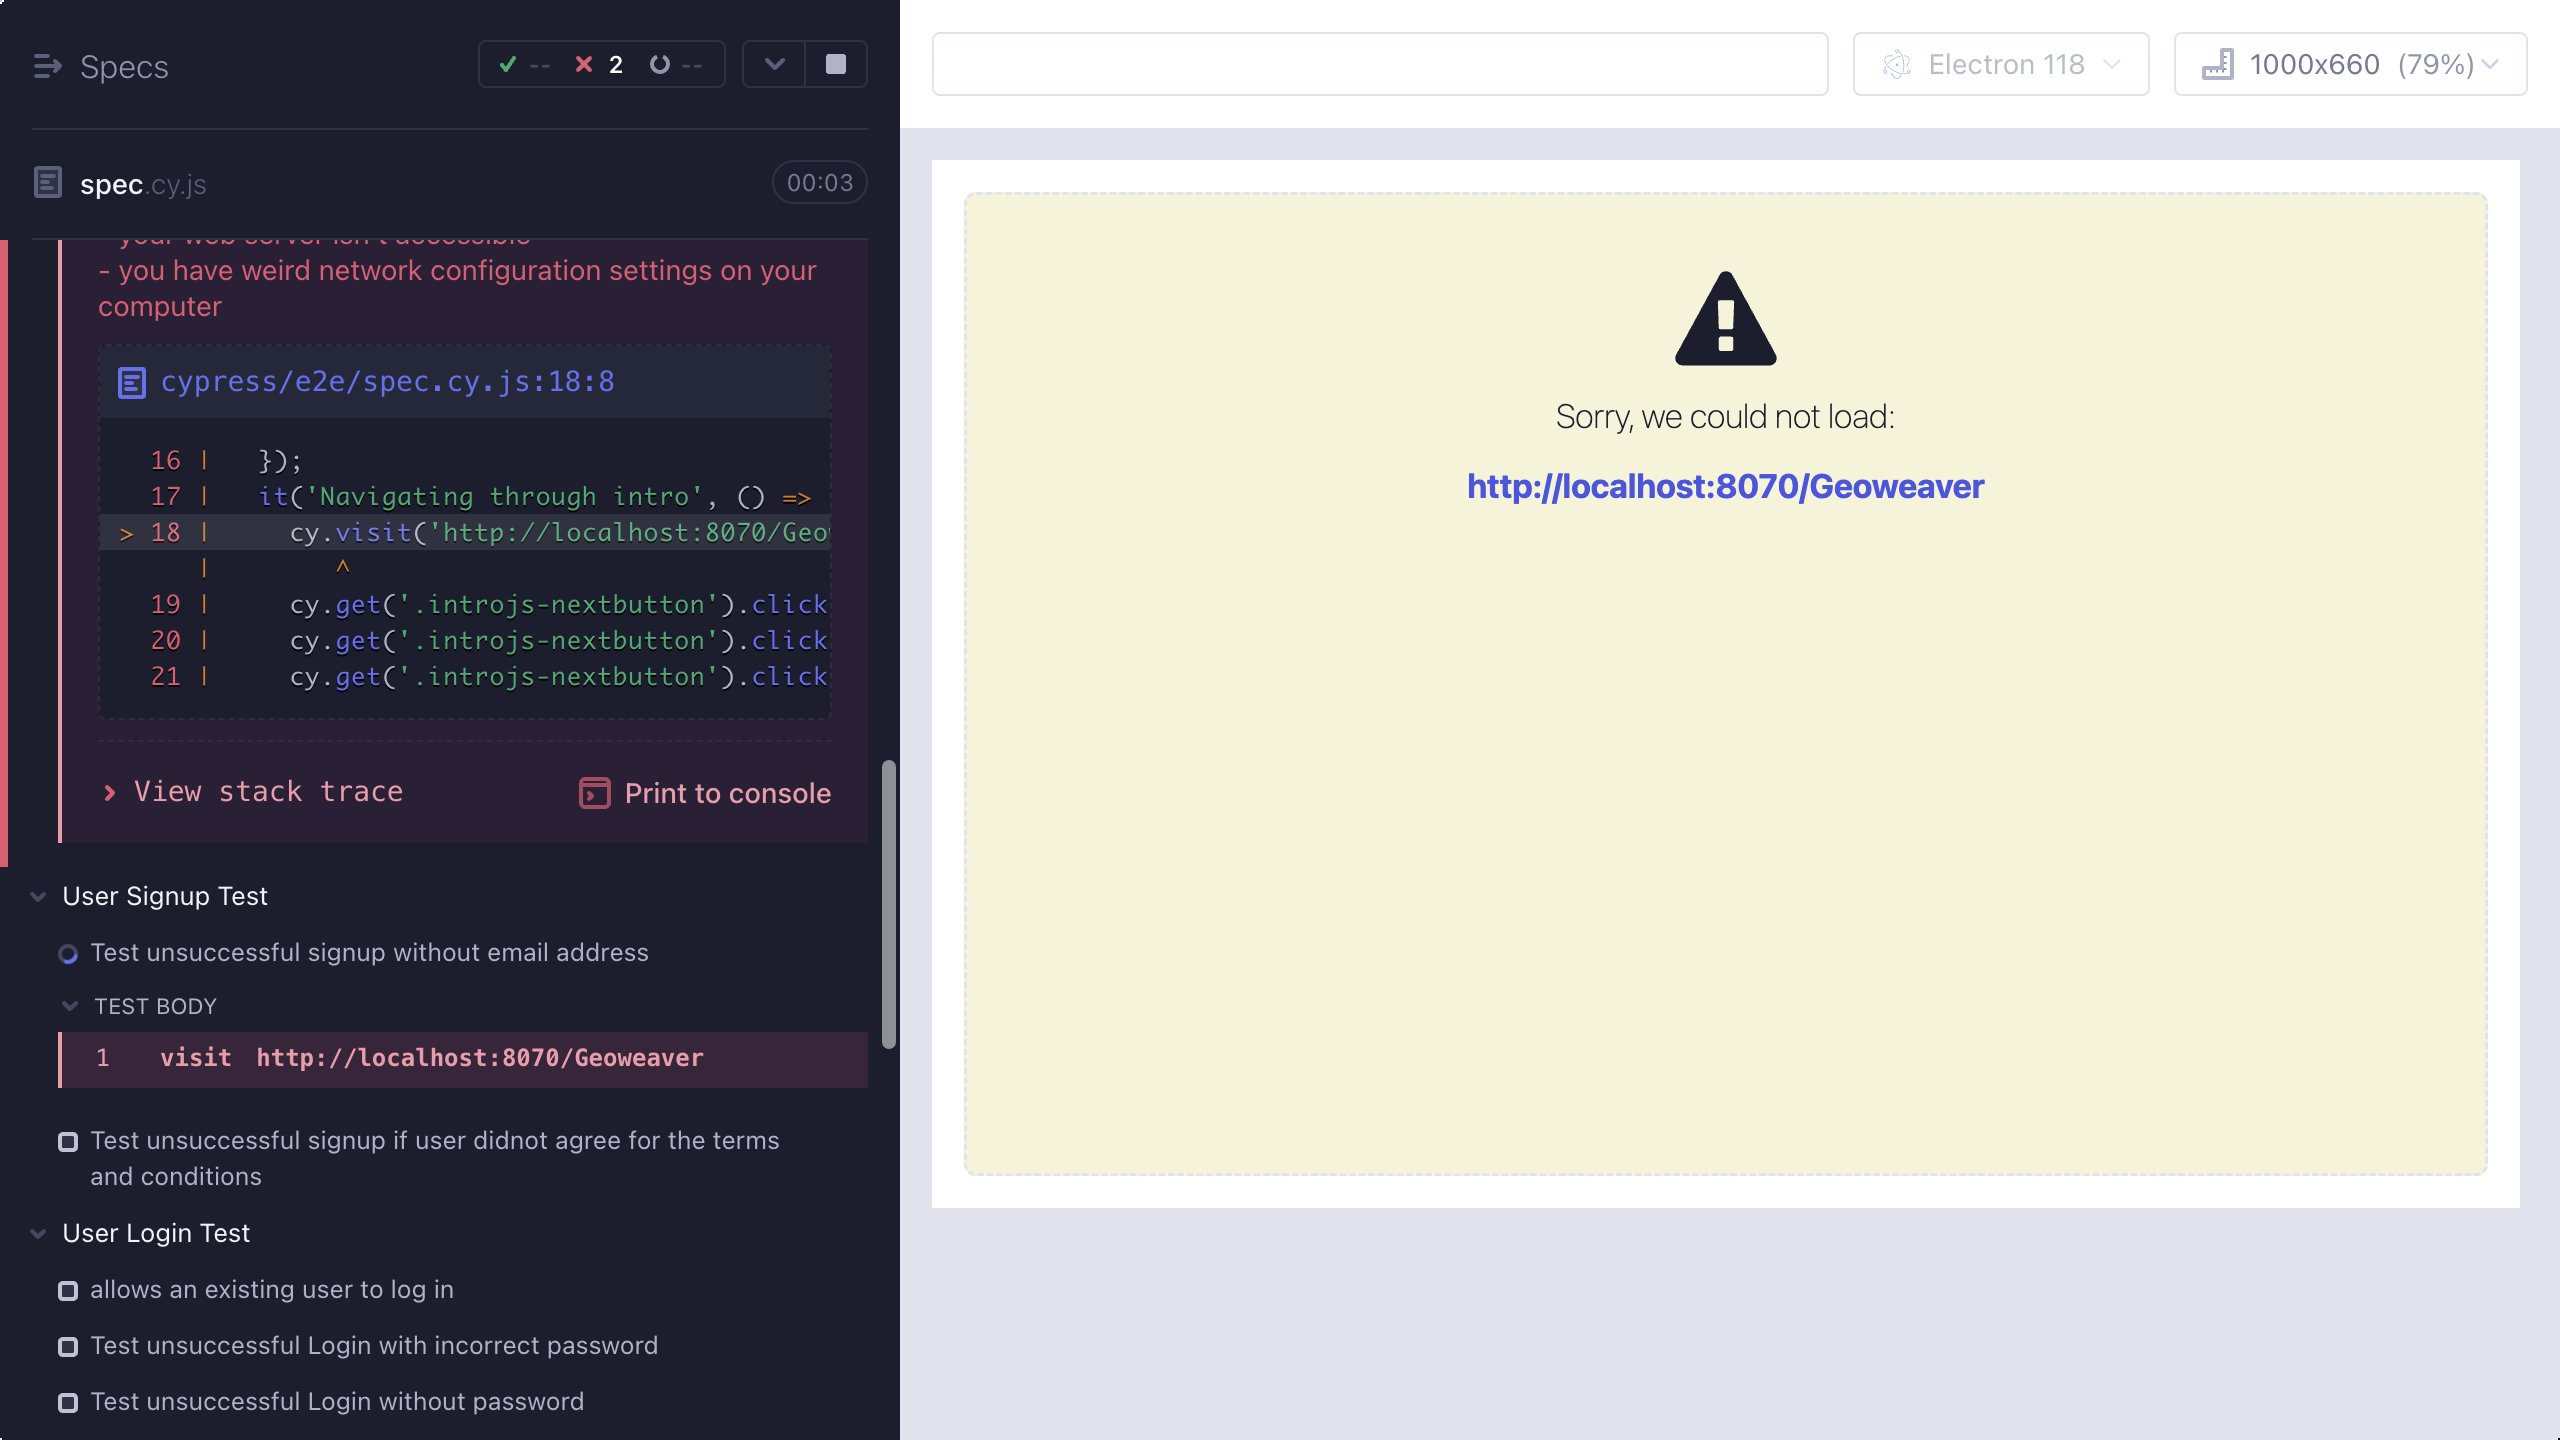 Specs
-- 2 --
spec.cy.js
00:03
- your web server isn't accessible
- you have weird network configuration settings on your
computer
cypress/e2e/spec.cy.js:18:8
16 | });
17 | it('Navigating through intro', () =>
> 18 | cy.visit('http://localhost:8070/Geo
| ^
19 | cy.get('.introjs-nextbutton').click
20 | cy.get('.introjs-nextbutton').click
21 | cy.get('.introjs-nextbutton').click
View stack trace
Print to console
User Signup Test
Test unsuccessful signup without email address
TEST BODY
1 visit http://localhost:8070/Geoweaver
Test unsuccessful signup if user didnot agree for the terms
and conditions
User Login Test
allows an existing user to log in
Test unsuccessful Login with incorrect password
Test unsuccessful Login without password
Electron 118
1000x660 (79%)
Sorry, we could not load:
http://localhost:8070/Geoweaver